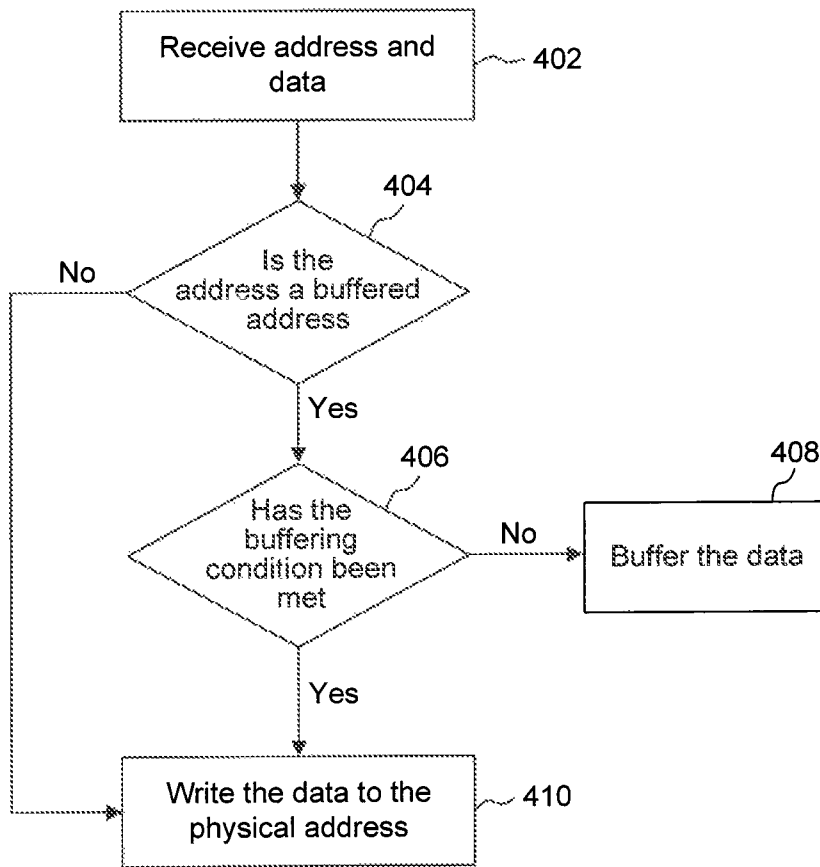 Receive address and
data
402
404
No
Is the
address a buffered
address
Yes
406
408
Has the
buffering
condition been
met
No
Buffer the data
Yes
Write the data to the
physical address
410